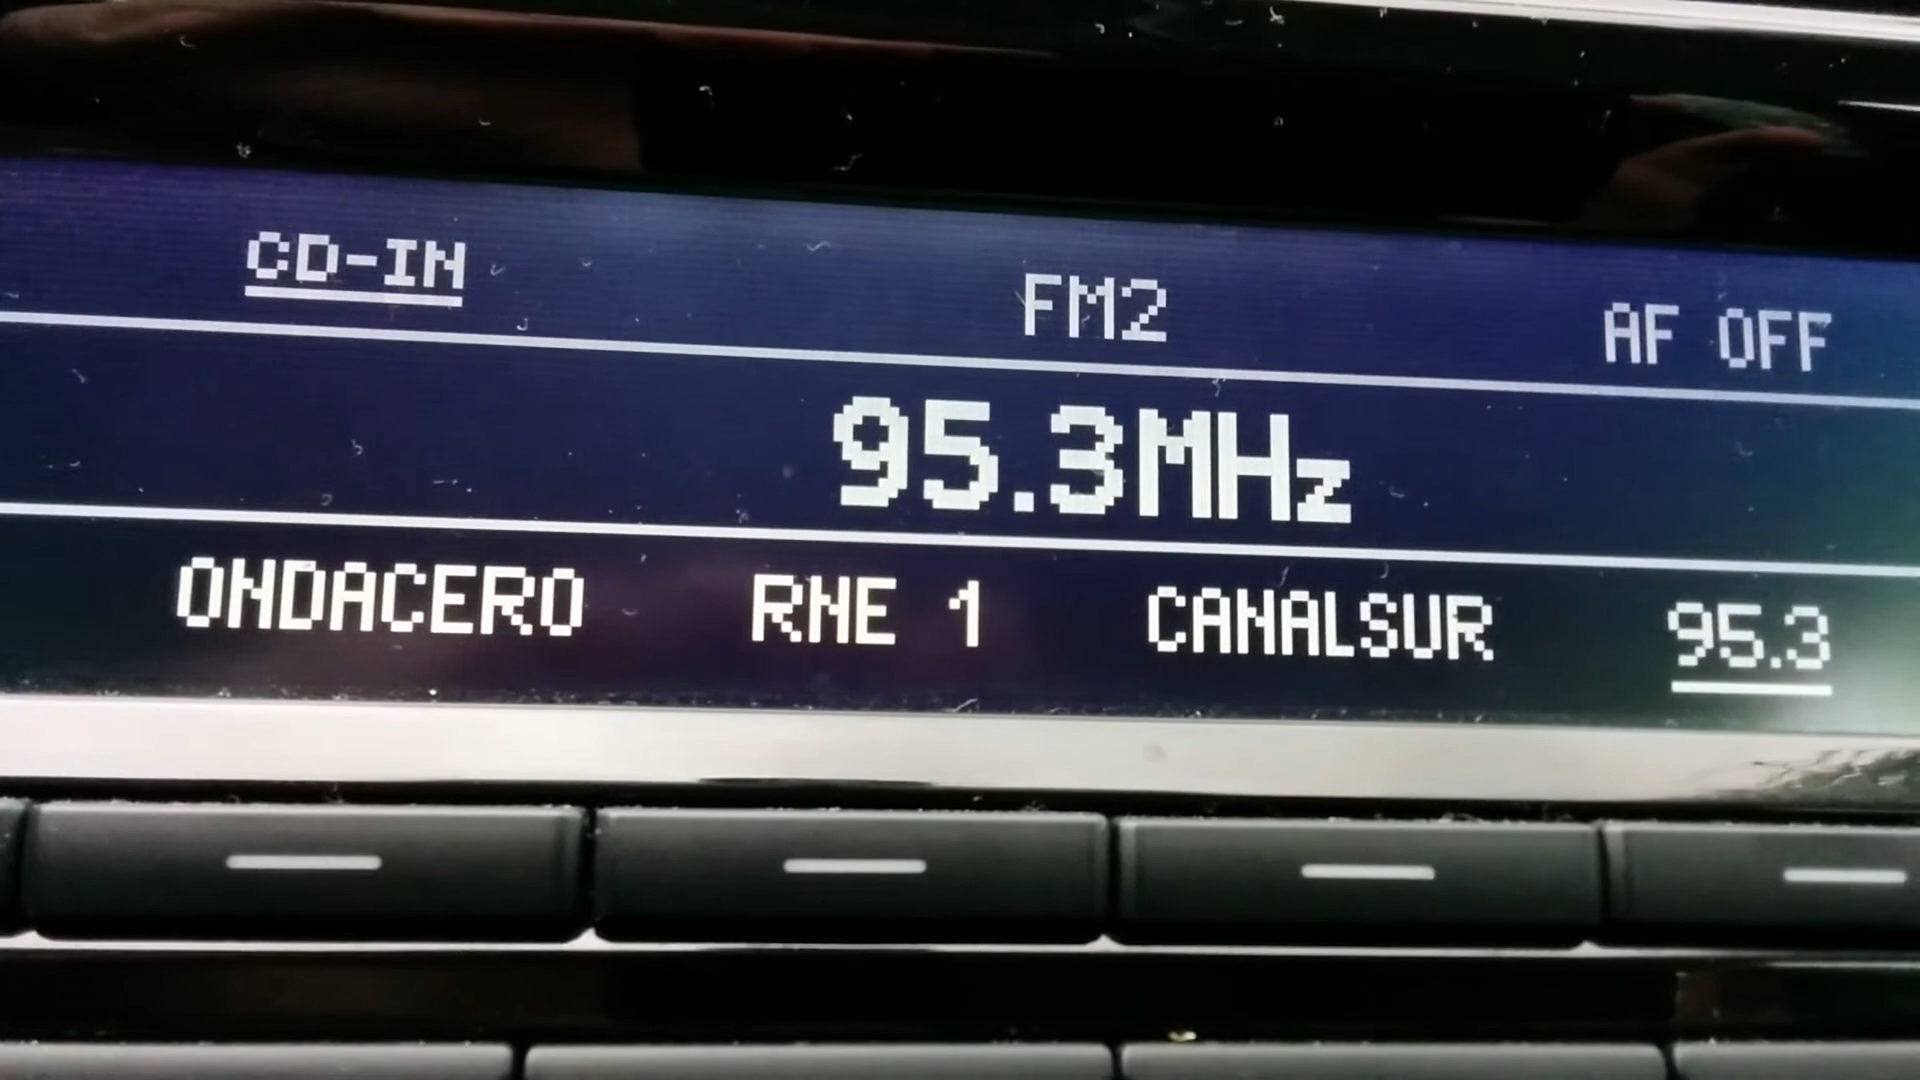 CD-IN FM2 AF OFF
95.3MHz
ONDACERO RNE 1 CANALSUR 95.3